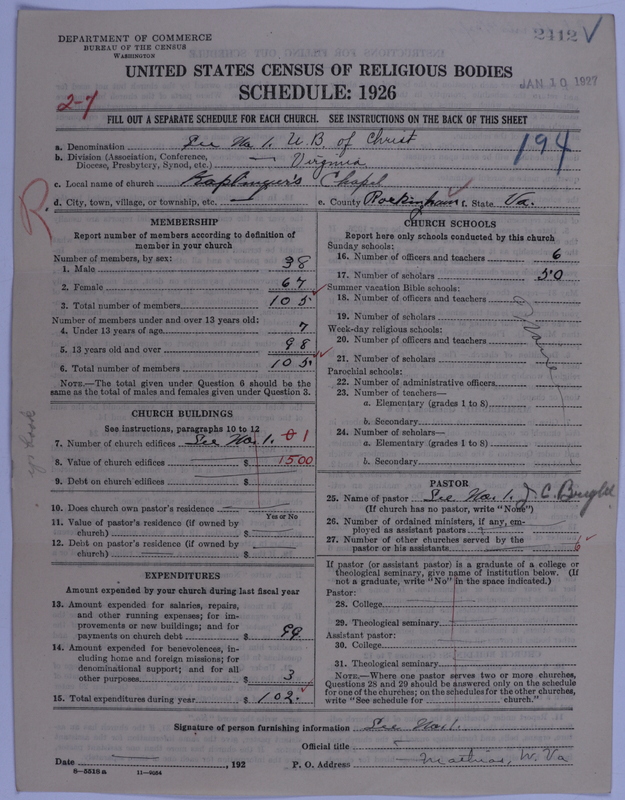 DEPARTMENT OF COMMERCE
BUREAU OF THE CENSUS
WASHINGTON
2412 V
UNITED STATES CENSUS OF RELIGIOUS BODIES
JAN 10 1927
SCHEDULE: 1926
2-7
FILL OUT A SEPARATE SCHEDULE FOR EACH CHURCH. SEE INSTRUCTIONS ON THE BACK OF THIS SHEET
194
a. Denomination See No. 1. U.B. of Christ
b. Division (Association, Conference, Diocese, Presbytery, Synod, etc.) — Virginia
c. Local name of church Chapel
d. City, town, village, or township, etc. — e. County Rockingham f. State Va.
R
MEMBERSHIP
Report number of members according to definition of
member in your church
Number of members, by sex:
1. Male 38
2. Female 67
3. Total number of members 105
Number of members under and over 13 years old:
4. Under 13 years of age 7
5. 13 years old and over 98
6. Total number of members 105
NOTE.—The total given under Question 6 should be the
same as the total of males and females given under Question 3.
CHURCH BUILDINGS
See instructions, paragraphs 10 to 12
7. Number of church edifices See No. 1. 0 1
8. Value of church edifices $ 1500
9. Debt on church edifices $
10. Does church own pastor's residence —
Yes or No
11. Value of pastor's residence (if owned by
church) $
12. Debt on pastor's residence (if owned by
church) $
EXPENDITURES
Amount expended by your church during last fiscal year
13. Amount expended for salaries, repairs,
and other running expenses; for im-
provements or new buildings; and for
payments on church debt $ 99
14. Amount expended for benevolences, in-
cluding home and foreign missions; for
denominational support; and for all
other purposes $ 3
15. Total expenditures during year $ 102.
CHURCH SCHOOLS
Report here only schools conducted by this church
Sunday schools:
16. Number of officers and teachers 6
17. Number of scholars 50
Summer vacation Bible schools:
18. Number of officers and teachers
19. Number of scholars
Week-day religious schools:
20. Number of officers and teachers
21. Number of scholars
Parochial schools:
22. Number of administrative officers
23. Number of teachers—
a. Elementary (grades 1 to 8)
b. Secondary
24. Number of scholars—
a. Elementary (grades 1 to 8)
b. Secondary
PASTOR
25. Name of pastor See No. 1. J. C. Bright
(If church has no pastor, write "None")
26. Number of ordained ministers, if any, em-
ployed as assistant pastors
27. Number of other churches served by the
pastor or his assistants 6
If pastor (or assistant pastor) is a graduate of a college or
theological seminary, give name of institution below. (If
not a graduate, write "No" in the space indicated.)
Pastor:
28. College
29. Theological seminary
Assistant pastor:
30. College
31. Theological seminary
NOTE.—Where one pastor serves two or more churches,
Questions 28 and 29 should be answered only on the schedule
for one of the churches; on the schedules for the other churches,
write "See schedule for church."
Signature of person furnishing information See No. 1.
Official title
Date , 192 P. O. Address Mathias, W. Va
8—5518a 11—9054